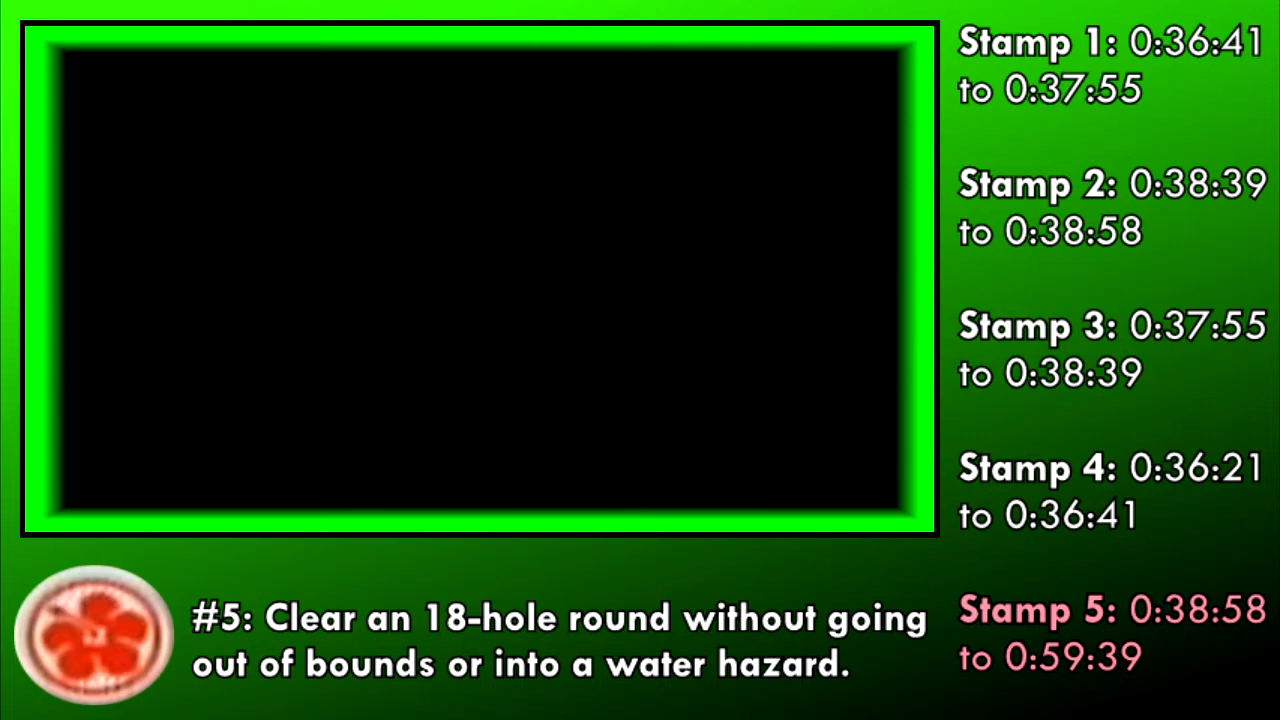 Stamp 1: 0:36:41
to 0:37:55
Stamp 2: 0:38:39
to 0:38:58
Stamp 3: 0:37:55
to 0:38:39
Stamp 4: 0:36:21
to 0:36:41
Stamp 5: 0:38:58
to 0:59:39
#5: Clear an 18-hole round without going
out of bounds or into a water hazard.